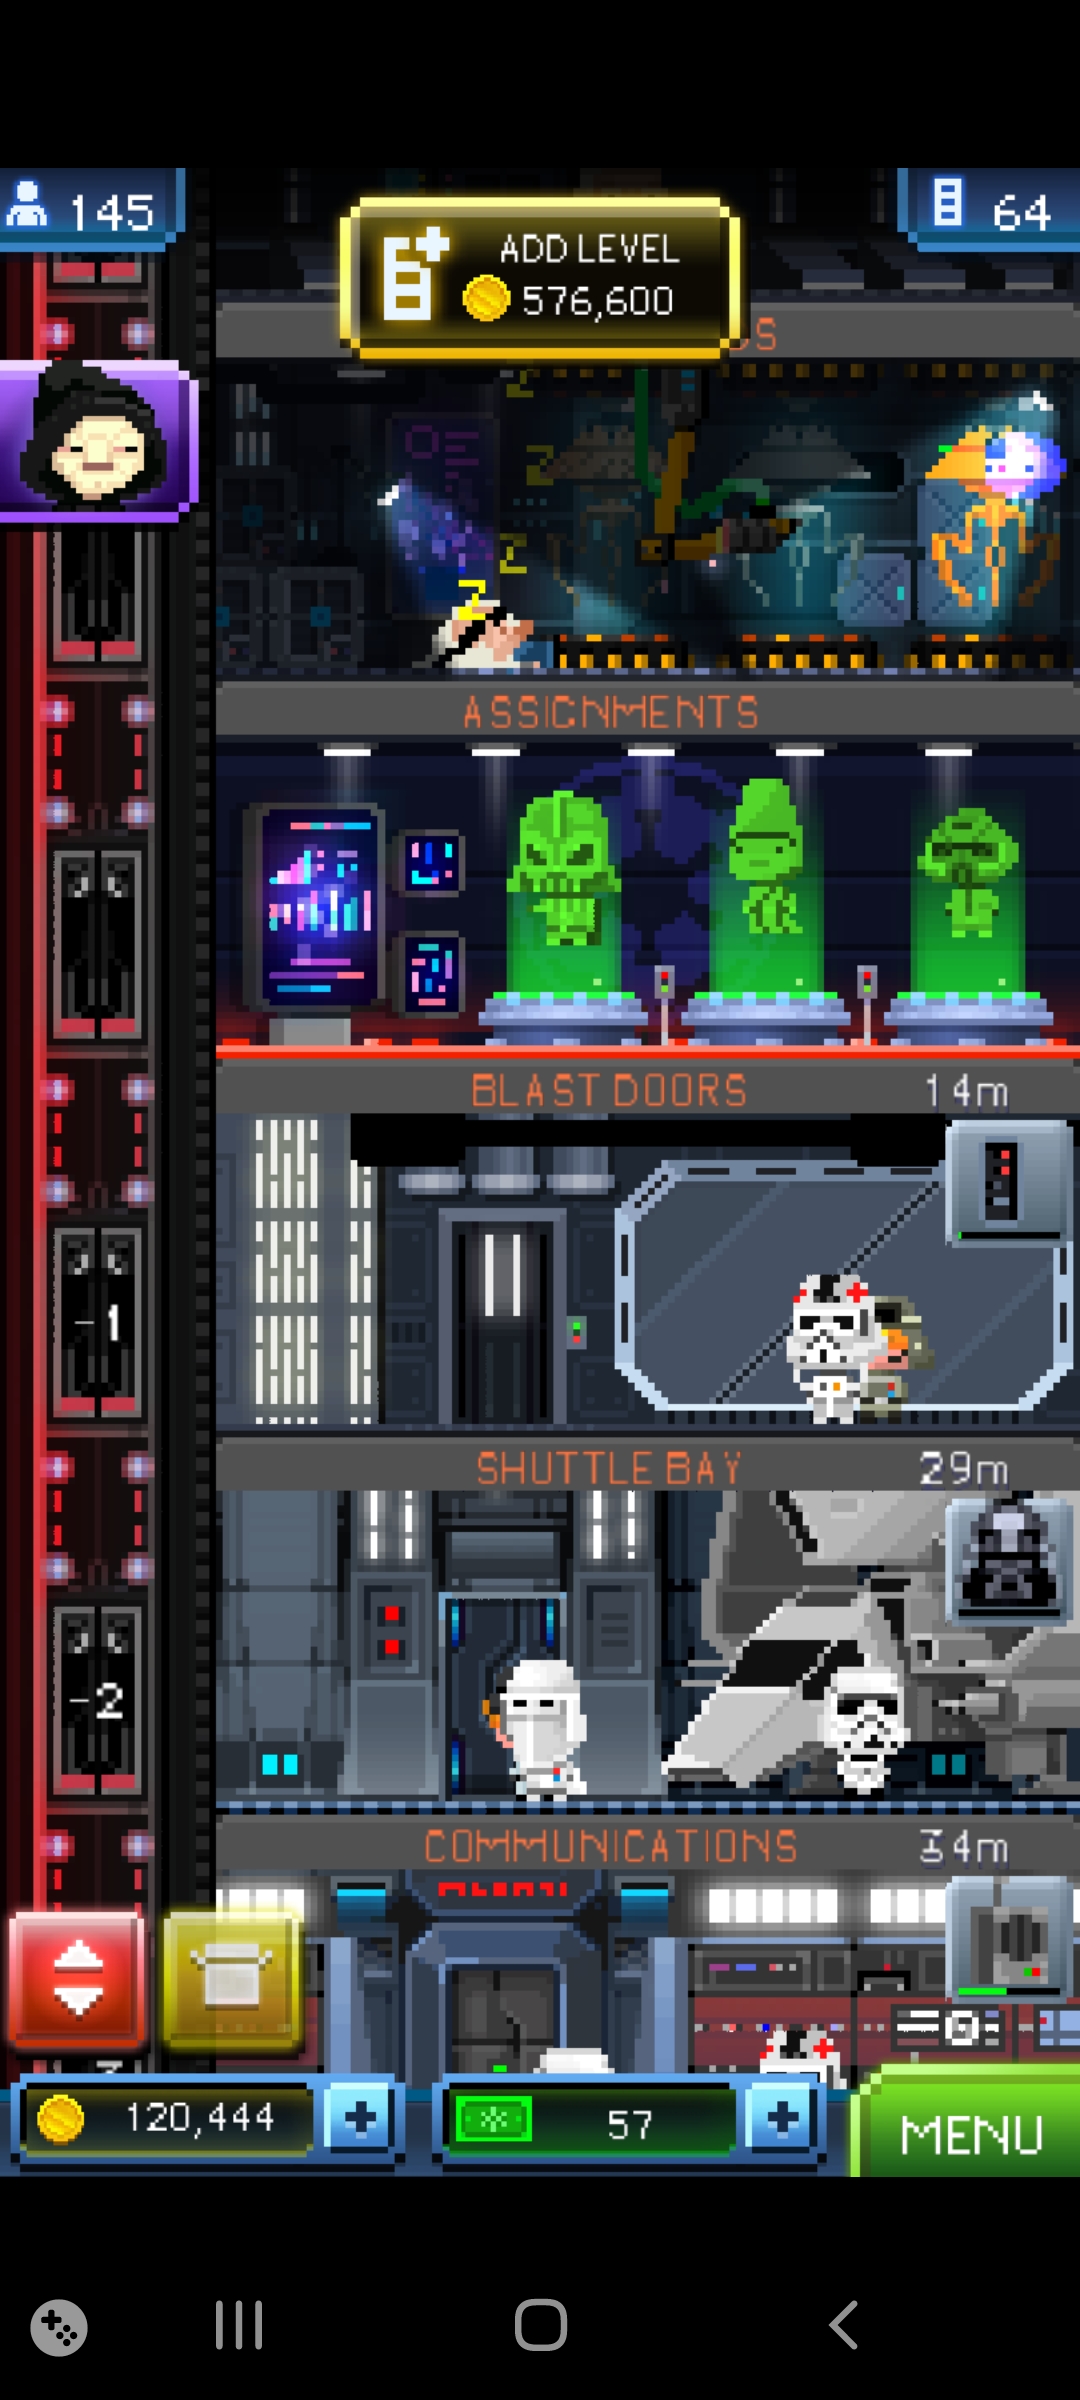 145
ADD LEVEL
576,600
64
DS
Z
Z
Z
Z
ASSIGNMENTS
BLAST DOORS 14m
-1
SHUTTLE BAY 29m
-2
COMMUNICATIONS 34m
120,444
57
MENU